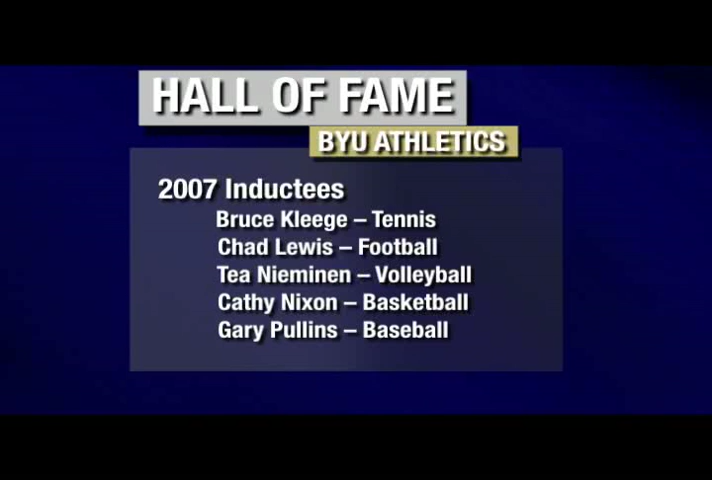 HALL OF FAME
BYU ATHLETICS
2007 Inductees
Bruce Kleege – Tennis
Chad Lewis – Football
Tea Nieminen – Volleyball
Cathy Nixon – Basketball
Gary Pullins – Baseball